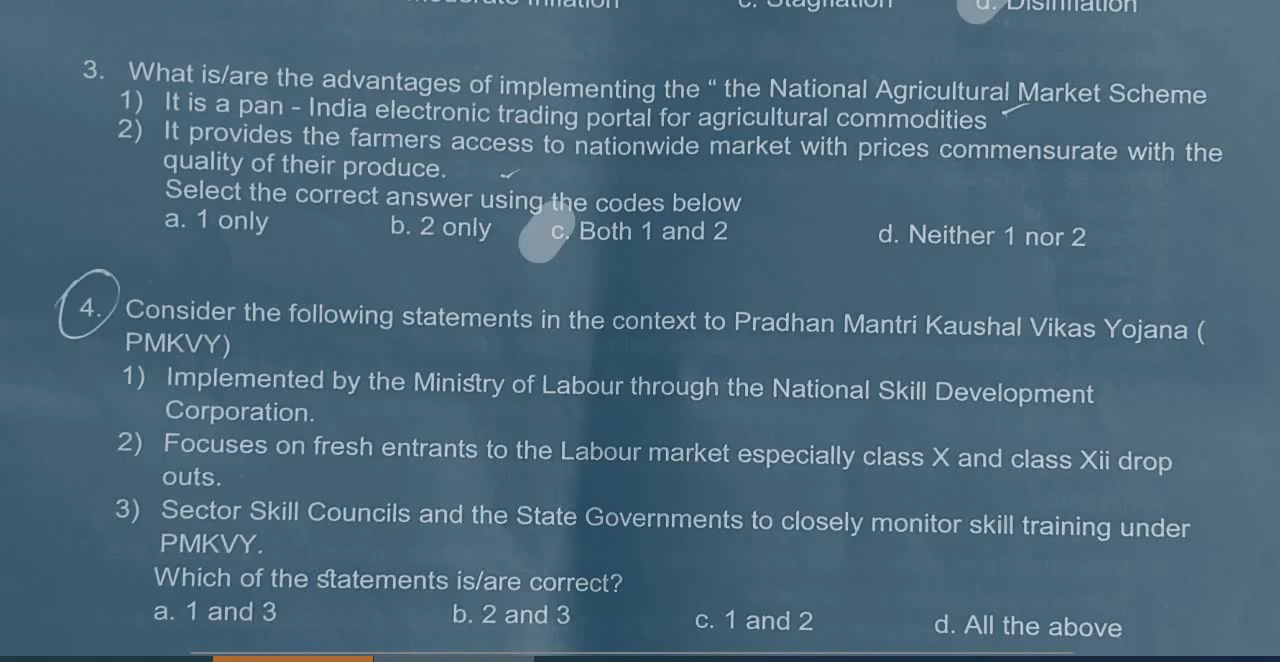 c. Stagnation d. Disinflation
3. What is/are the advantages of implementing the “ the National Agricultural Market Scheme
1) It is a pan - India electronic trading portal for agricultural commodities
2) It provides the farmers access to nationwide market with prices commensurate with the
quality of their produce.
Select the correct answer using the codes below
a. 1 only b. 2 only c. Both 1 and 2 d. Neither 1 nor 2
4. Consider the following statements in the context to Pradhan Mantri Kaushal Vikas Yojana (
PMKVY)
1) Implemented by the Ministry of Labour through the National Skill Development
Corporation.
2) Focuses on fresh entrants to the Labour market especially class X and class Xii drop
outs.
3) Sector Skill Councils and the State Governments to closely monitor skill training under
PMKVY.
Which of the statements is/are correct?
a. 1 and 3 b. 2 and 3 c. 1 and 2 d. All the above